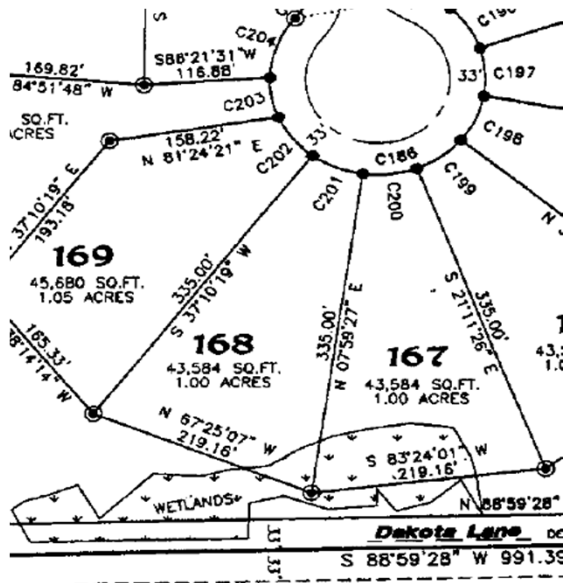 S
S88°21'31"W
116.88'
169.82'
84°51'48" W
C204
C196
33'
C197
C203
SQ.FT.
ACRES
158.22'
N 81°24'21" E
C202
33'
C198
C186
C199
C201
C200
37°10'19" E
193.18'
169
45,680 SQ.FT.
1.05 ACRES
335.00'
S 37°10'19" W
335.00'
N 07°59'27" E
335.00'
S 21°11'26" E
165.33'
14'14" W
168
43,584 SQ.FT.
1.00 ACRES
167
43,584 SQ.FT.
1.00 ACRES
N 67°25'07" W
219.16'
S 83°24'01" W
219.16'
WETLANDS
N 88°59'28"
33'
33'
Dakota Lane
S 88°59'28" W 991.39